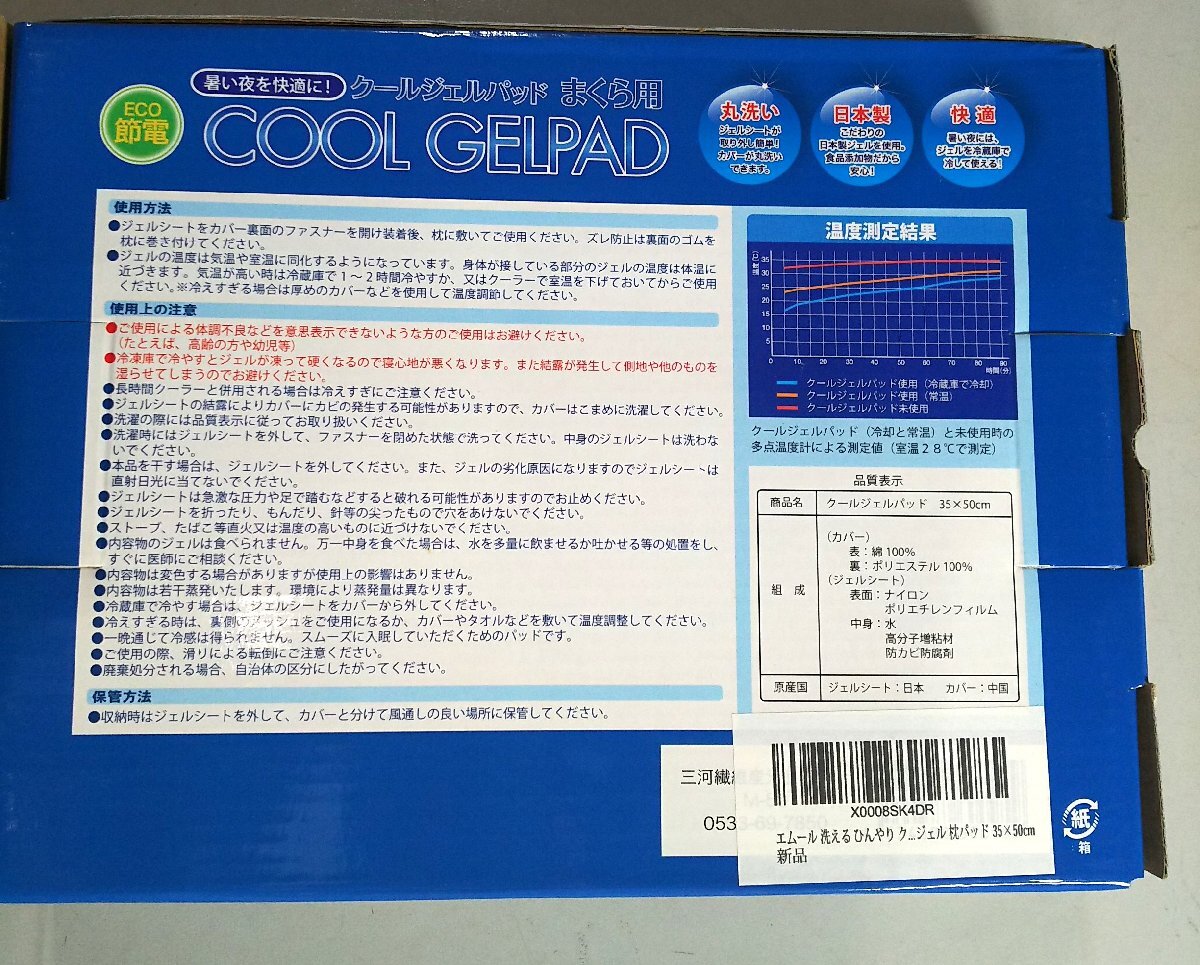 ECO
節電
暑い夜を快適に！
クールジェルパッド まくら用
COOL GELPAD
丸洗い
ジェルシートが
取り外し簡単！
カバーが丸洗い
できます。
日本製
こだわりの
日本製ジェルを使用。
食品添加物だから
安心！
快適
暑い夜には、
ジェルを冷蔵庫で
冷して使える！
使用方法
●ジェルシートをカバー裏面のファスナーを開け装着後、枕に敷いてご使用ください。ズレ防止は裏面のゴムを
枕に巻き付けてください。
●ジェルの温度は気温や室温に同化するようになっています。身体が接している部分のジェルの温度は体温に
近づきます。気温が高い時は冷蔵庫で１～２時間冷やすか、又はクーラーで室温を下げておいてからご使用
ください。※冷えすぎる場合は厚めのカバーなどを使用して温度調節してください。
使用上の注意
●ご使用による体調不良などを意思表示できないような方のご使用はお避けください。
（たとえば、高齢の方や幼児等）
●冷凍庫で冷やすとジェルが凍って硬くなるので寝心地が悪くなります。また結露が発生して側地や他のものを
湿らせてしまうのでお避けください。
●長時間クーラーと併用される場合は冷えすぎにご注意ください。
●ジェルシートの結露によりカバーにカビの発生する可能性がありますので、カバーはこまめに洗濯してください。
●洗濯の際には品質表示に従ってお取り扱いください。
●洗濯時にはジェルシートを外して、ファスナーを閉めた状態で洗ってください。中身のジェルシートは洗わな
いでください。
●本品を干す場合は、ジェルシートを外してください。また、ジェルの劣化原因になりますのでジェルシートは
直射日光に当てないでください。
●ジェルシートは急激な圧力や足で踏むなどすると破れる可能性がありますのでお止めください。
●ジェルシートを折ったり、もんだり、針等の尖ったもので穴をあけないでください。
●ストーブ、たばこ等直火又は温度の高いものに近づけないでください。
●内容物のジェルは食べられません。万一中身を食べた場合は、水を多量に飲ませるか吐かせる等の処置をし、
すぐに医師にご相談ください。
●内容物は変色する場合がありますが使用上の影響はありません。
●内容物は若干蒸発いたします。環境により蒸発量は異なります。
●冷蔵庫で冷やす場合は、ジェルシートをカバーから外してください。
●冷えすぎる時は、裏側のメッシュをご使用になるか、カバーやタオルなどを敷いて温度調整してください。
●一晩通じて冷感は得られません。スムーズに入眠していただくためのパッドです。
●ご使用の際、滑りによる転倒にご注意ください。
●廃棄処分される場合、自治体の区分にしたがってください。
保管方法
●収納時はジェルシートを外して、カバーと分けて風通しの良い場所に保管してください。
温度測定結果
温度(℃)
35
30
25
20
15
10
5
0
10 20 30 40 50 60 70 80 90
時間(分)
クールジェルパッド使用（冷蔵庫で冷却）
クールジェルパッド使用（常温）
クールジェルパッド未使用
クールジェルパッド（冷却と常温）と未使用時の
多点温度計による測定値（室温２８℃で測定）
品質表示
商品名 クールジェルパッド 35×50cm
組成
（カバー）
表：綿 100%
裏：ポリエステル 100%
（ジェルシート）
表面：ナイロン
ポリエチレンフィルム
中身：水
高分子増粘材
防カビ防腐剤
原産国 ジェルシート：日本 カバー：中国
三河繊
053
X0008SK4DR
エムール 洗える ひんやり ク...ジェル 枕パッド 35×50cm
新品
紙
箱